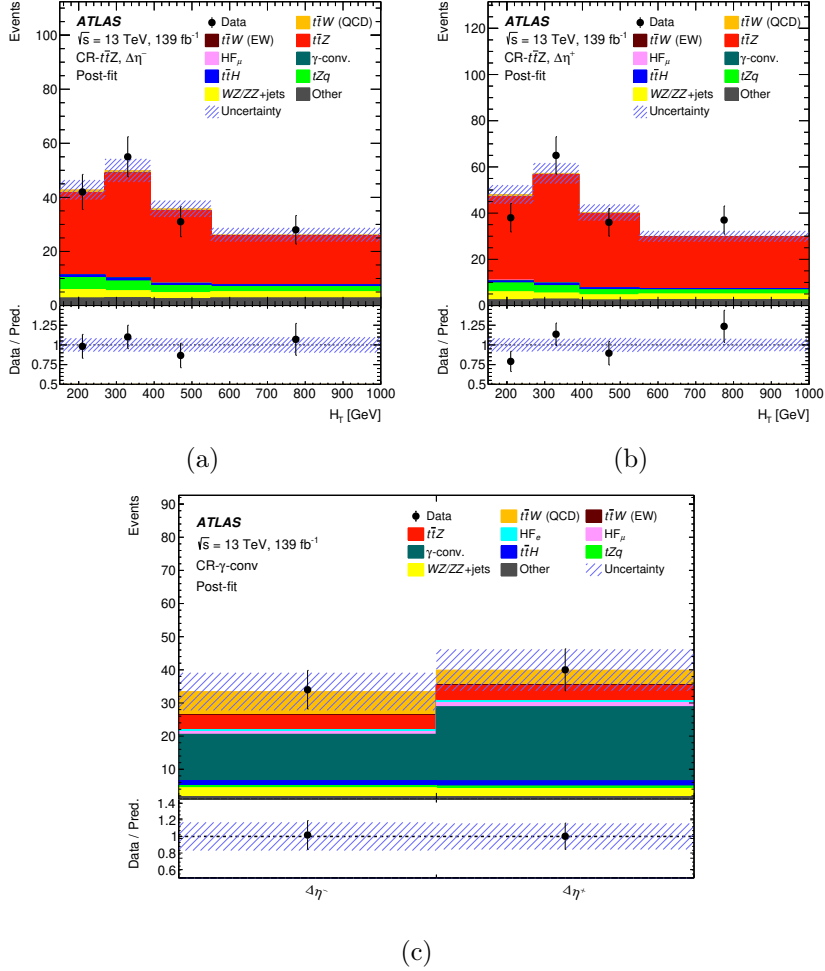 Events
ATLAS
√s = 13 TeV, 139 fb⁻¹
CR-tt̄Z, Δη⁻
Post-fit
Data
tt̄W (QCD)
tt̄W (EW)
tt̄Z
HF_μ
γ-conv.
tt̄H
tZq
WZ/ZZ+jets
Other
Uncertainty
100
80
60
40
20
0
Data / Pred.
1.25
1
0.75
0.5
200 300 400 500 600 700 800 900 1000
H_T [GeV]
(a)
Events
ATLAS
√s = 13 TeV, 139 fb⁻¹
CR-tt̄Z, Δη⁺
Post-fit
Data
tt̄W (QCD)
tt̄W (EW)
tt̄Z
HF_μ
γ-conv.
tt̄H
tZq
WZ/ZZ+jets
Other
Uncertainty
120
100
80
60
40
20
0
Data / Pred.
1.25
1
0.75
0.5
200 300 400 500 600 700 800 900 1000
H_T [GeV]
(b)
Events
ATLAS
√s = 13 TeV, 139 fb⁻¹
CR-γ-conv
Post-fit
Data
tt̄W (QCD)
tt̄W (EW)
tt̄Z
HF_e
HF_μ
γ-conv.
tt̄H
tZq
WZ/ZZ+jets
Other
Uncertainty
90
80
70
60
50
40
30
20
10
Data / Pred.
1.4
1.2
1
0.8
0.6
Δη⁻ Δη⁺
(c)